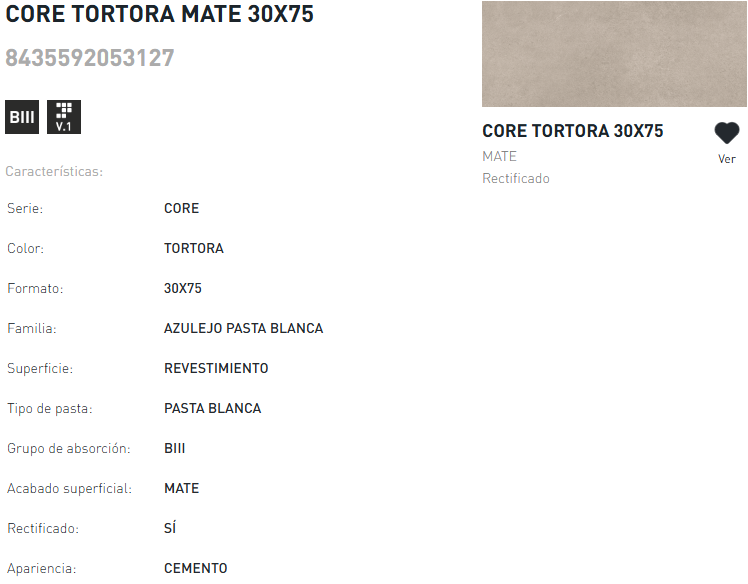 CORE TORTORA MATE 30X75
8435592053127
BIII
V.1
Características:
Serie: CORE
Color: TORTORA
Formato: 30X75
Familia: AZULEJO PASTA BLANCA
Superficie: REVESTIMIENTO
Tipo de pasta: PASTA BLANCA
Grupo de absorción: BIII
Acabado superficial: MATE
Rectificado: SÍ
Apariencia: CEMENTO
CORE TORTORA 30X75
MATE
Rectificado
Ver